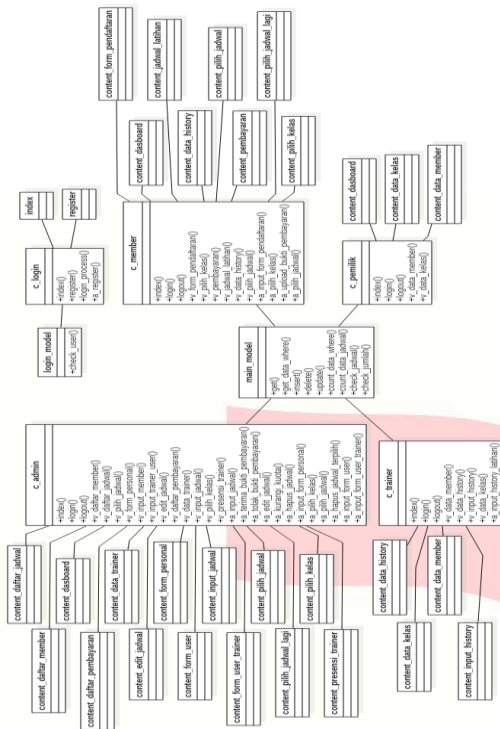 index
register
c_login
+index()
+register()
+login_process()
+a_register()
login_model
+check_user()
content_form_pendaftaran
content_dasboard
content_jadwal_latihan
content_data_history
content_pilih_jadwal
content_pembayaran
content_pilih_jadwal_lagi
content_pilih_kelas
c_member
+index()
+login()
+logout()
+v_form_pendaftaran()
+v_pilih_kelas()
+v_pembayaran()
+v_jadwal_latihan()
+v_data_history()
+v_pilih_jadwal()
+a_input_form_pendaftaran()
+a_pilih_kelas()
+a_upload_bukti_pembayaran()
+a_pilih_jadwal()
content_dasboard
content_data_kelas
content_data_member
c_pemilik
+index()
+login()
+logout()
+v_data_member()
+v_data_kelas()
main_model
+get()
+get_data_where()
+insert()
+delete()
+update()
+count_data_where()
+count_data_jadwal()
+check_jadwal()
+check_umlah()
c_admin
+index()
+login()
+logout()
+v_daftar_member()
+v_daftar_jadwal()
+v_pilih_jadwal()
+v_form_personal()
+v_input_member()
+v_input_trainer_user()
+v_edit_jadwal()
+v_daftar_pembayaran()
+v_data_trainer()
+v_input_jadwal()
+v_pilih_kelas()
+v_presensi_trainer()
+a_input_jadwal()
+a_terima_bukti_pembayaran()
+a_tolak_bukti_pembayaran()
+a_edit_jadwal()
+a_kurangi_kuota()
+a_hapus_jadwal()
+a_input_form_personal()
+a_pilih_kelas()
+a_pilih_jadwal()
+a_hapus_jadwal_terpilih()
+a_input_form_user()
+a_input_form_user_trainer()
content_daftar_jadwal
content_daftar_member
content_dasboard
content_daftar_pembayaran
content_data_trainer
content_edit_jadwal
content_form_personal
content_form_user
content_input_jadwal
content_form_user_trainer
content_pilih_jadwal
content_pilih_jadwal_lagi
content_pilih_kelas
content_presensi_trainer
c_trainer
+index()
+login()
+logout()
+v_data_member()
+v_data_history()
+v_input_history()
+v_data_kelas()
+a_input_history_latihan()
content_data_history
content_data_kelas
content_data_member
content_input_history